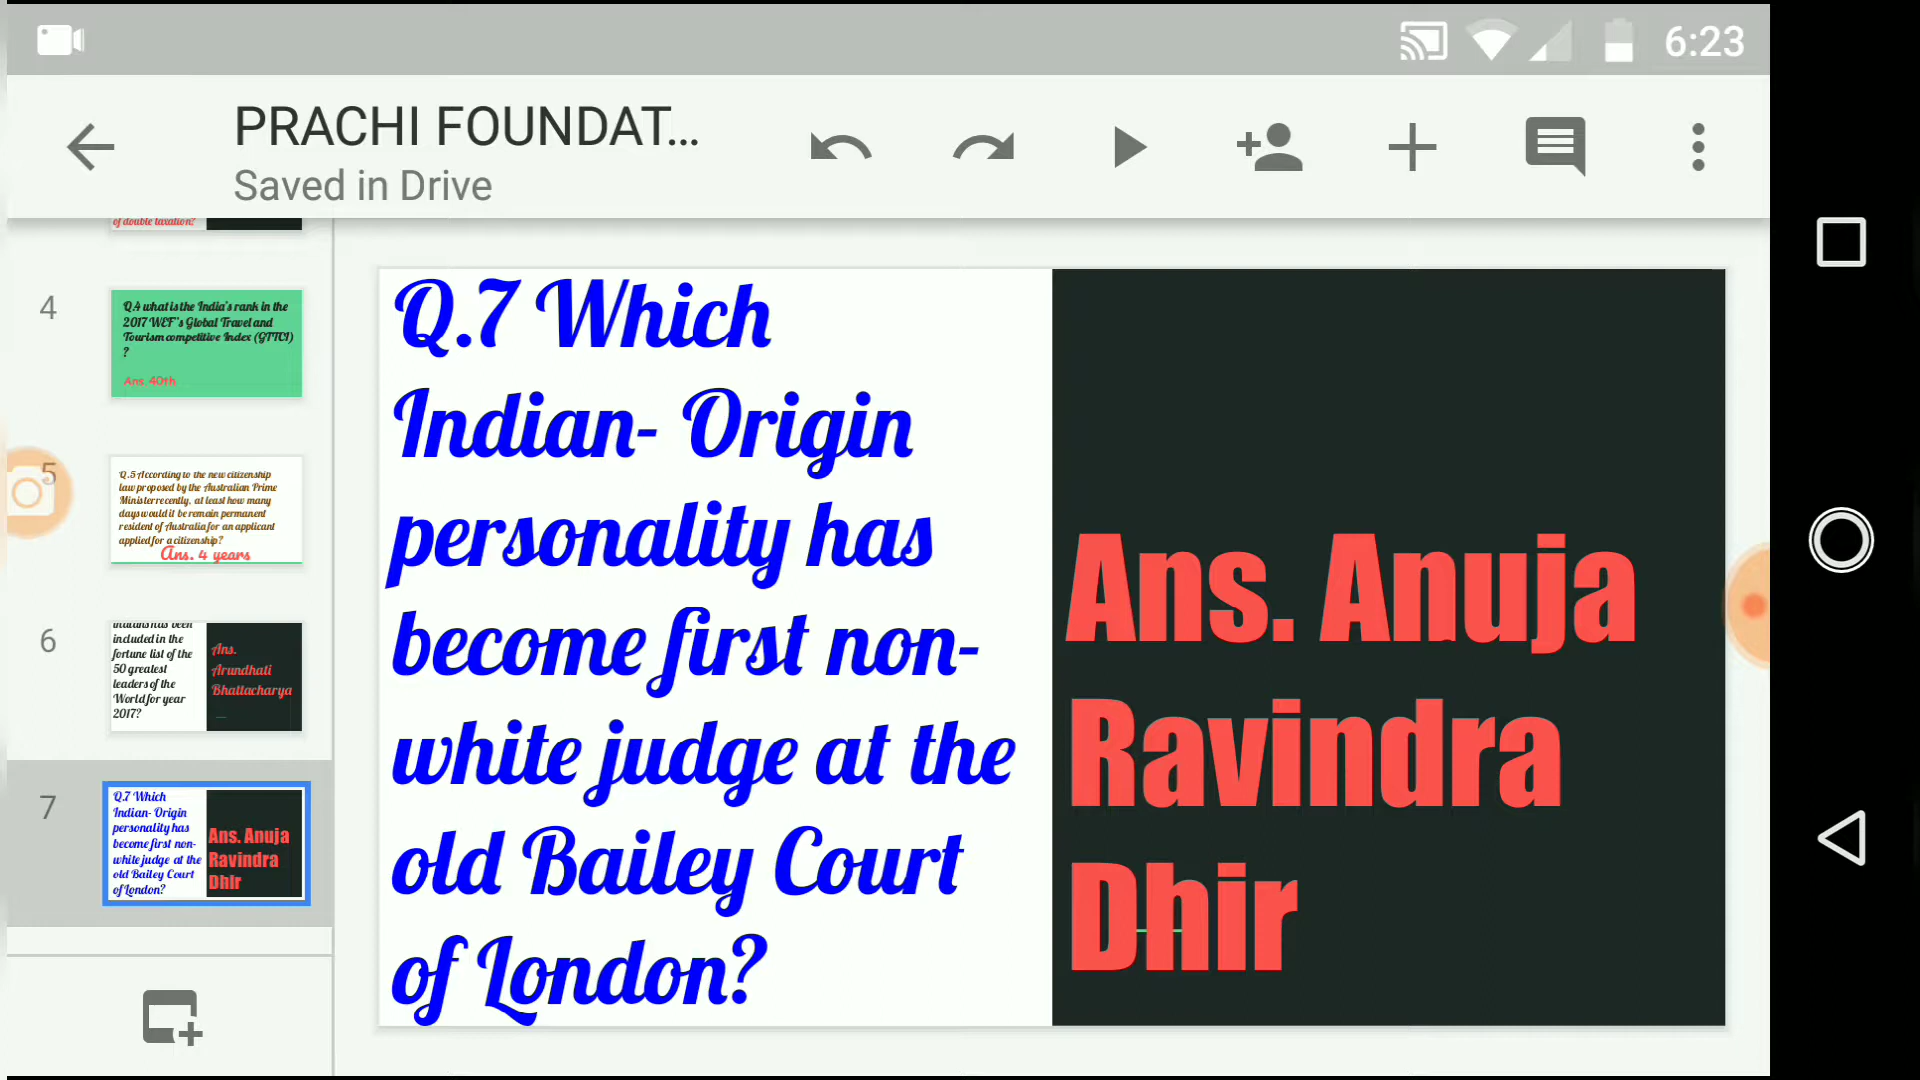 6:23
PRACHI FOUNDAT...
Saved in Drive
of double taxation?
4
Q.4 what is the India's rank in the
2017 WEF's Global Travel and
Tourism competitive Index (GTTCI)
?
Ans. 40th
5
Q.5 According to the new citizenship
law proposed by the Australian Prime
Minister recently, at least how many
days would it be remain permanent
resident of Australia for an applicant
applied for a citizenship?
Ans. 4 years
6
indians has been
included in the
fortune list of the
50 greatest
leaders of the
World for year
2017?
Ans.
Arundhati
Bhattacharya
7
Q.7 Which
Indian- Origin
personality has
become first non-
white judge at the
old Bailey Court
of London?
Ans. Anuja
Ravindra
Dhir
Q.7 Which
Indian- Origin
personality has
become first non-
white judge at the
old Bailey Court
of London?
Ans. Anuja
Ravindra
Dhir